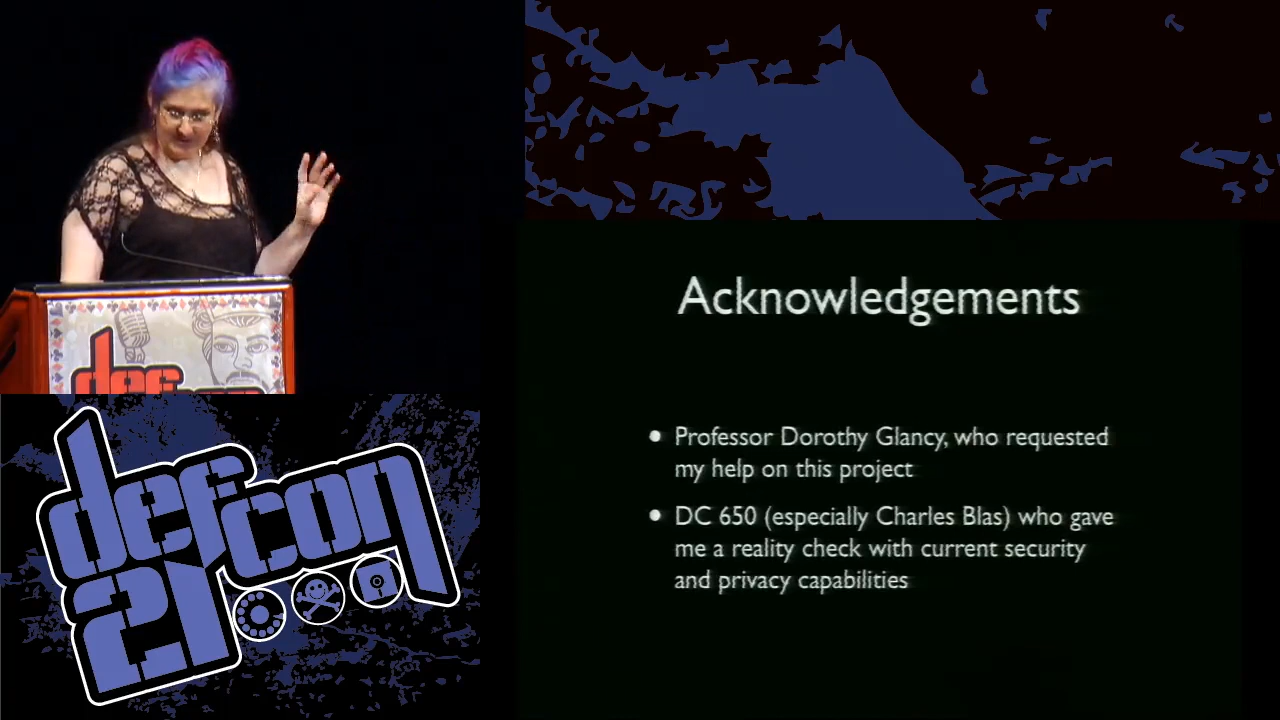 def
defcon
21
Acknowledgements
• Professor Dorothy Glancy, who requested
my help on this project
• DC 650 (especially Charles Blas) who gave
me a reality check with current security
and privacy capabilities